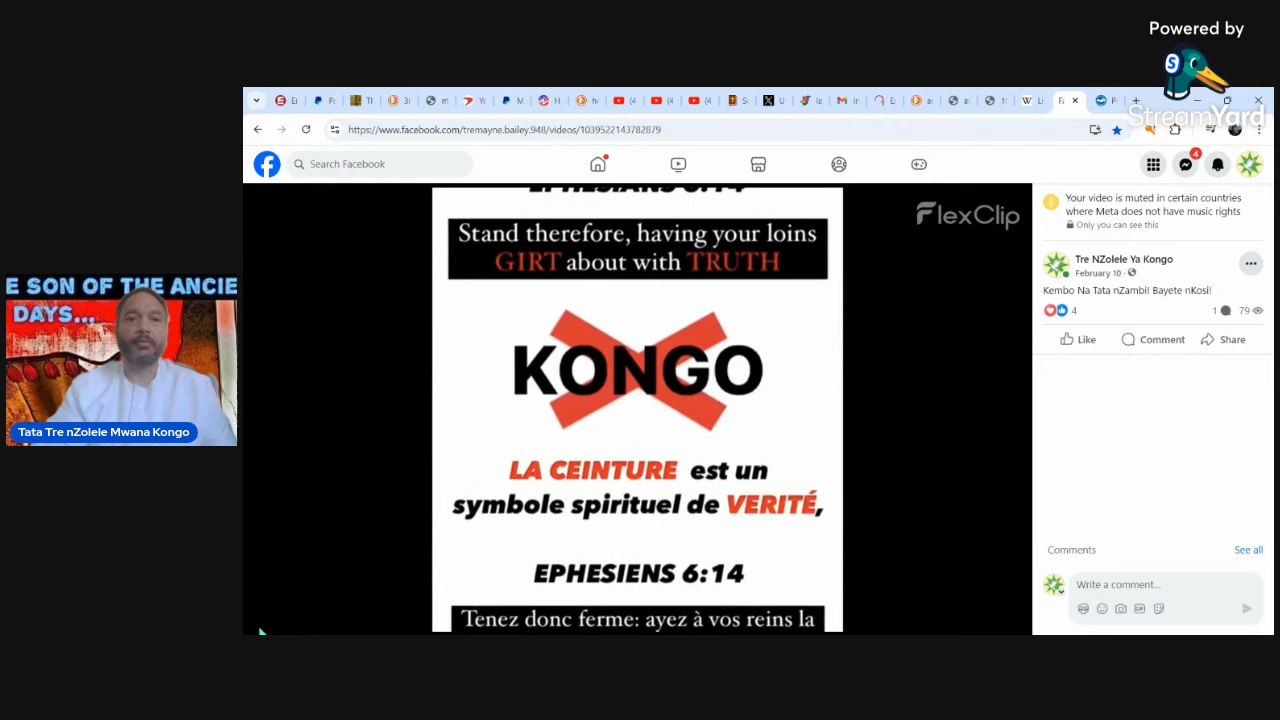 Powered by
StreamYard
https://www.facebook.com/tremayne.bailey.948/videos/1039522143782879
Search Facebook
4
EPHESIANS 6:14
FlexClip
Stand therefore, having your loins
GIRT about with TRUTH
KONGO
LA CEINTURE est un
symbole spirituel de VERITÉ,
EPHESIENS 6:14
Tenez donc ferme: ayez à vos reins la
Your video is muted in certain countries
where Meta does not have music rights
Only you can see this
Tre NZolele Ya Kongo
February 10 ·
Kembo Na Tata nZambi! Bayete nKosi!
4
1
79
Like
Comment
Share
Comments
See all
Write a comment...
E SON OF THE ANCIE
DAYS...
Tata Tre nZolele Mwana Kongo